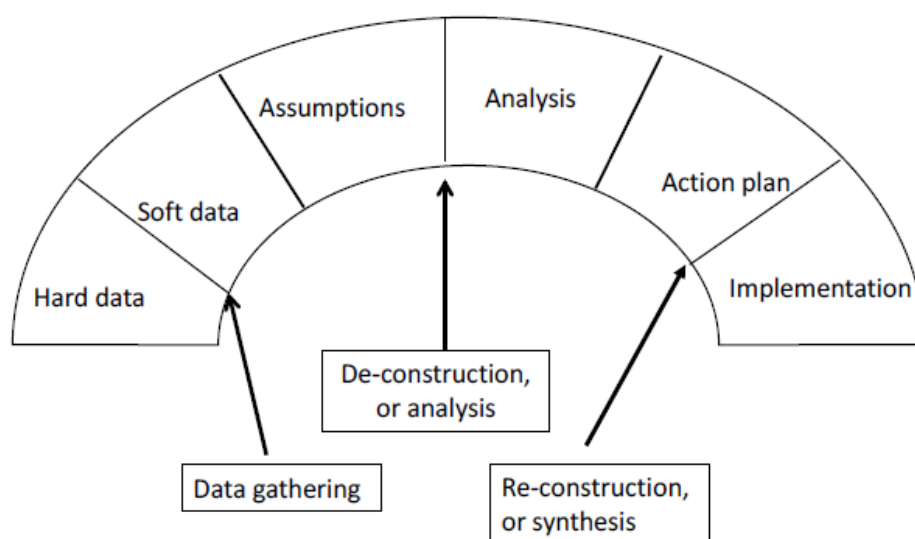 Assumptions
Analysis
Soft data
Action plan
Hard data
Implementation
De-construction,
or analysis
Data gathering
Re-construction,
or synthesis